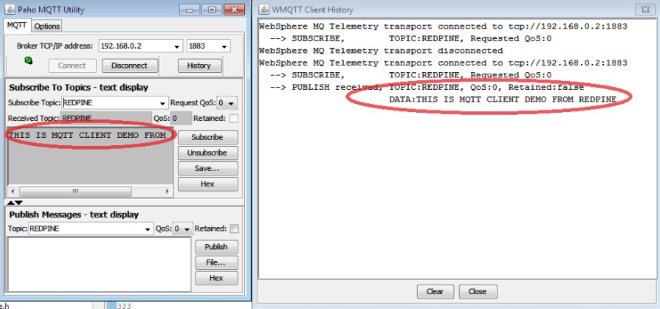 Paho MQTT Utility
MQTT Options
Broker TCP/IP address: 192.168.0.2 1883
Connect Disconnect History
Subscribe To Topics - text display
Subscribe Topic: REDPINE Request QoS: 0
Received Topic: REDPINE QoS: 0 Retained:
THIS IS MQTT CLIENT DEMO FROM
Subscribe
Unsubscribe
Save...
Hex
Publish Messages - text display
Topic: REDPINE QoS: 0 Retained:
Publish
File...
Hex
e.h 333
WMQTT Client History
WebSphere MQ Telemetry transport connected to tcp://192.168.0.2:1883
--> SUBSCRIBE, TOPIC:REDPINE, Requested QoS:0
WebSphere MQ Telemetry transport disconnected
WebSphere MQ Telemetry transport connected to tcp://192.168.0.2:1883
--> SUBSCRIBE, TOPIC:REDPINE, Requested QoS:0
--> PUBLISH received, TOPIC:REDPINE, QoS:0, Retained:false
DATA:THIS IS MQTT CLIENT DEMO FROM REDPINE
Clear Close